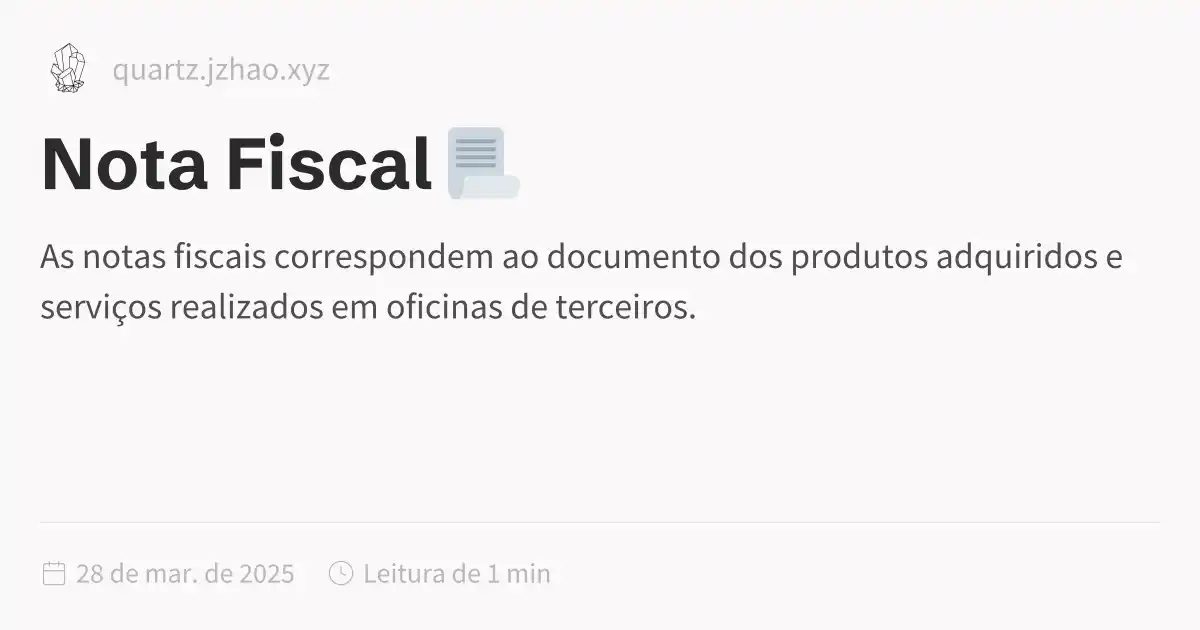 quartz.jzhao.xyz
Nota Fiscal
As notas fiscais correspondem ao documento dos produtos adquiridos e
serviços realizados em oficinas de terceiros.
28 de mar. de 2025 Leitura de 1 min